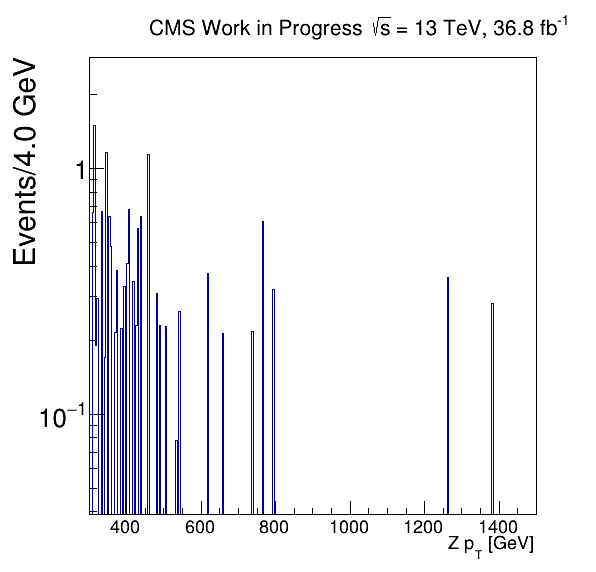 CMS Work in Progress √s = 13 TeV, 36.8 fb⁻¹
Events/4.0 GeV
1
10⁻¹
400 600 800 1000 1200 1400
Z p_T [GeV]